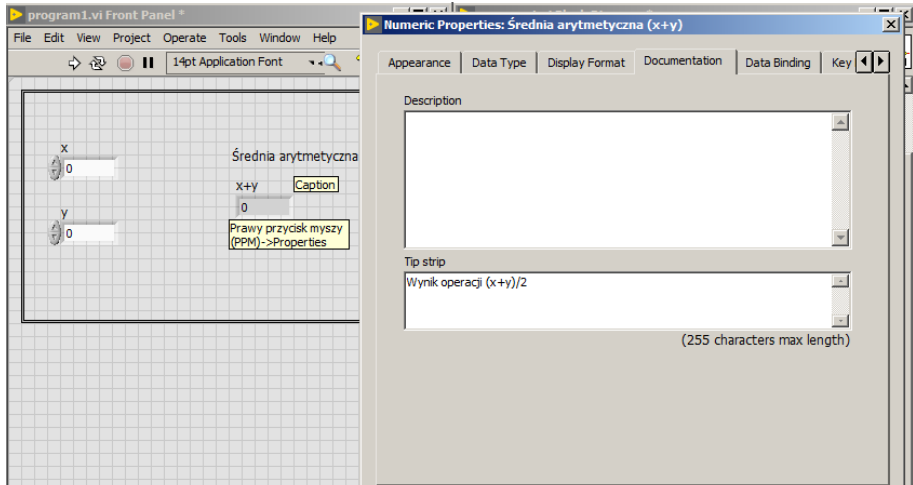 program1.vi Front Panel *
File Edit View Project Operate Tools Window Help
14pt Application Font
x
0
y
0
Średnia arytmetyczna
x+y
Caption
0
Prawy przycisk myszy
(PPM)->Properties
Numeric Properties: Średnia arytmetyczna (x+y)
Appearance Data Type Display Format Documentation Data Binding Key
Description
Tip strip
Wynik operacji (x+y)/2
(255 characters max length)